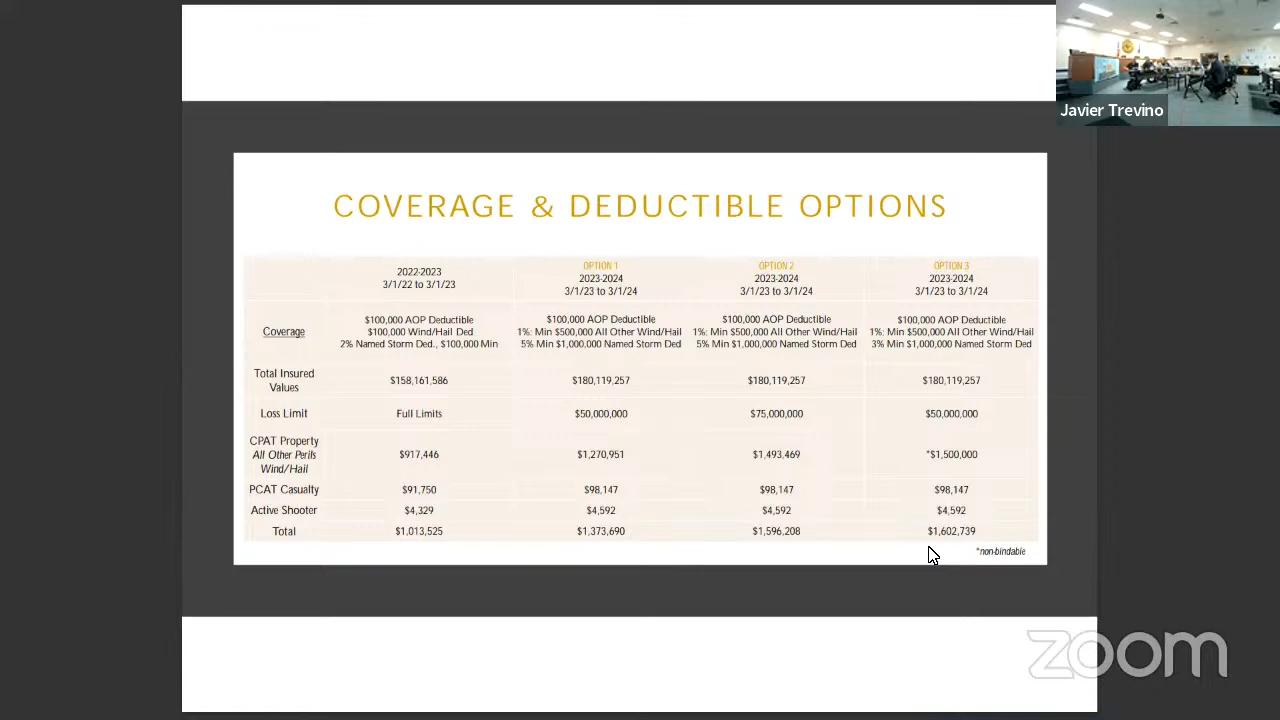 Javier Trevino
COVERAGE & DEDUCTIBLE OPTIONS
2022-2023
3/1/22 to 3/1/23
OPTION 1
2023-2024
3/1/23 to 3/1/24
OPTION 2
2023-2024
3/1/23 to 3/1/24
OPTION 3
2023-2024
3/1/23 to 3/1/24
Coverage
$100,000 AOP Deductible
$100,000 Wind/Hail Ded
2% Named Storm Ded., $100,000 Min
$100,000 AOP Deductible
1%: Min $500,000 All Other Wind/Hail
5% Min $1,000,000 Named Storm Ded
$100,000 AOP Deductible
1%: Min $500,000 All Other Wind/Hail
5% Min $1,000,000 Named Storm Ded
$100,000 AOP Deductible
1%: Min $500,000 All Other Wind/Hail
3% Min $1,000,000 Named Storm Ded
Total Insured
Values
$158,161,586
$180,119,257
$180,119,257
$180,119,257
Loss Limit
Full Limits
$50,000,000
$75,000,000
$50,000,000
CPAT Property
All Other Perils
Wind/Hail
$917,446
$1,270,951
$1,493,469
*$1,500,000
PCAT Casualty
$91,750
$98,147
$98,147
$98,147
Active Shooter
$4,329
$4,592
$4,592
$4,592
Total
$1,013,525
$1,373,690
$1,596,208
$1,602,739
*non-bindable
zoom